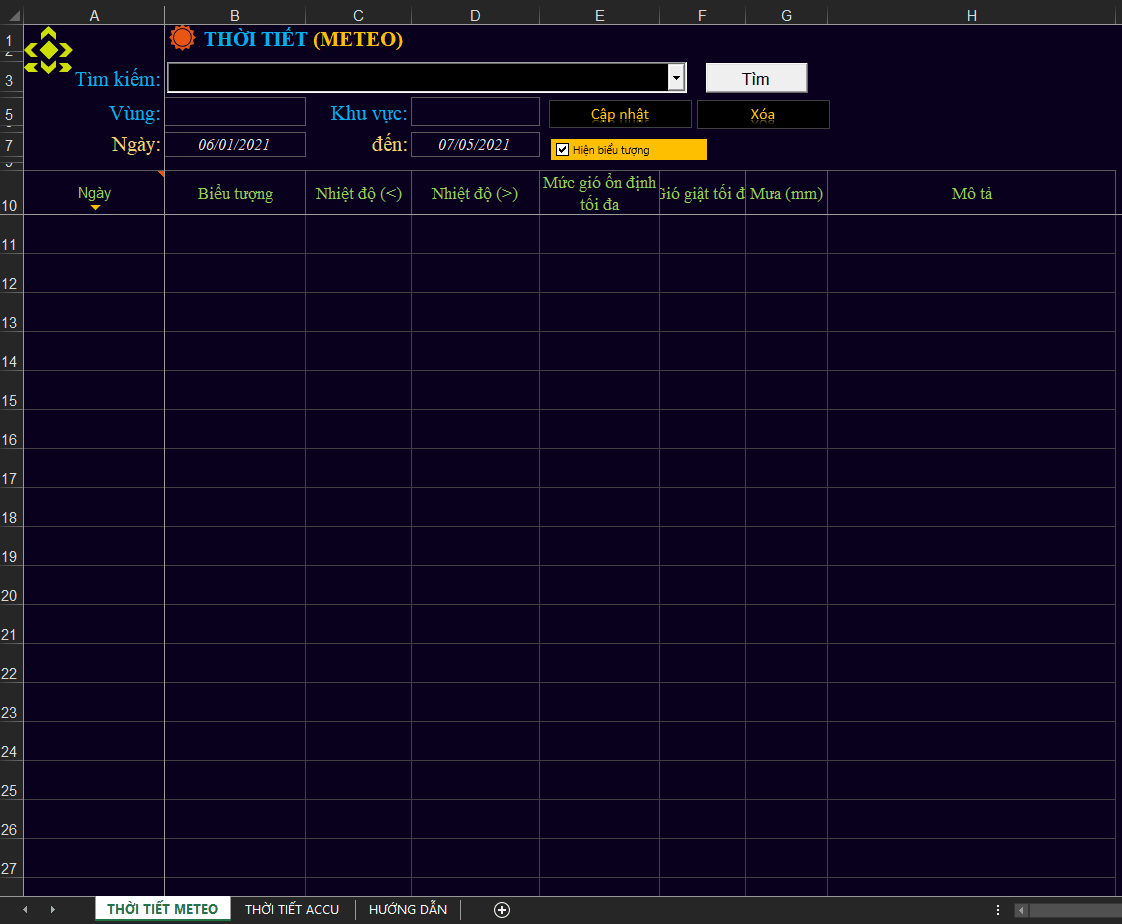 A B C D E F G H
1
THỜI TIẾT (METEO)
2
3
Tìm kiếm:
Tìm
5
Vùng:
Khu vực:
Cập nhật
Xóa
7
Ngày:
06/01/2021
đến:
07/05/2021
Hiện biểu tượng
10
Ngày
Biểu tượng
Nhiệt độ (<)
Nhiệt độ (>)
Mức gió ổn định
tối đa
Gió giật tối đ
Mưa (mm)
Mô tả
11
12
13
14
15
16
17
18
19
20
21
22
23
24
25
26
27
THỜI TIẾT METEO
THỜI TIẾT ACCU
HƯỚNG DẪN